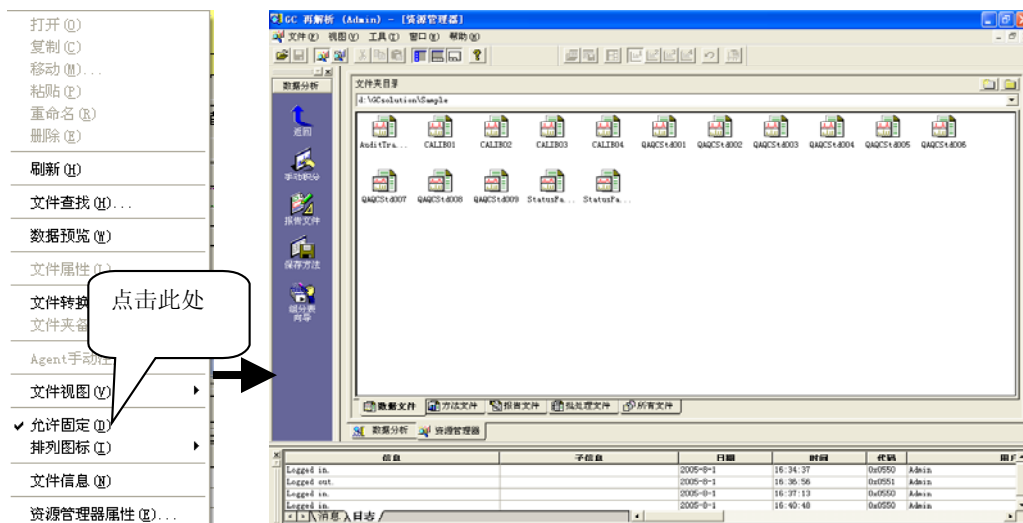 打开(O)
复制(C)
移动(M)...
粘贴(P)
重命名(R)
删除(E)
刷新(H)
文件查找(H)...
数据预览(W)
文件属性
文件转换
文件夹备
Agent手动
文件视图(V)
允许固定(D)
排列图标(I)
文件信息(N)
资源管理器属性(E)...
点击此处
GC 再解析 (Admin) - [资源管理器]
文件(F) 视图(V) 工具(T) 窗口(W) 帮助(H)
数据分析
返回
手动积分
报告文件
保存方法
组分表
向导
文件夹目录
d:\GCsolution\Sample
AuditTra... CALIB01 CALIB02 CALIB03 CALIB04 QAQCStd001 QAQCStd002 QAQCStd003 QAQCStd004 QAQCStd005 QAQCStd006
QAQCStd007 QAQCStd008 QAQCStd009 StatusPa... StatusPa...
数据文件 方法文件 报告文件 批处理文件 所有文件
数据分析 资源管理器
信息 子信息 日期 时间 代码 用户
Logged in. 2005-8-1 16:34:37 0x0550 Admin
Logged out. 2005-8-1 16:36:56 0x0551 Admin
Logged in. 2005-8-1 16:37:13 0x0550 Admin
Logged in. 2005-8-1 16:40:48 0x0550 Admin
消息 日志